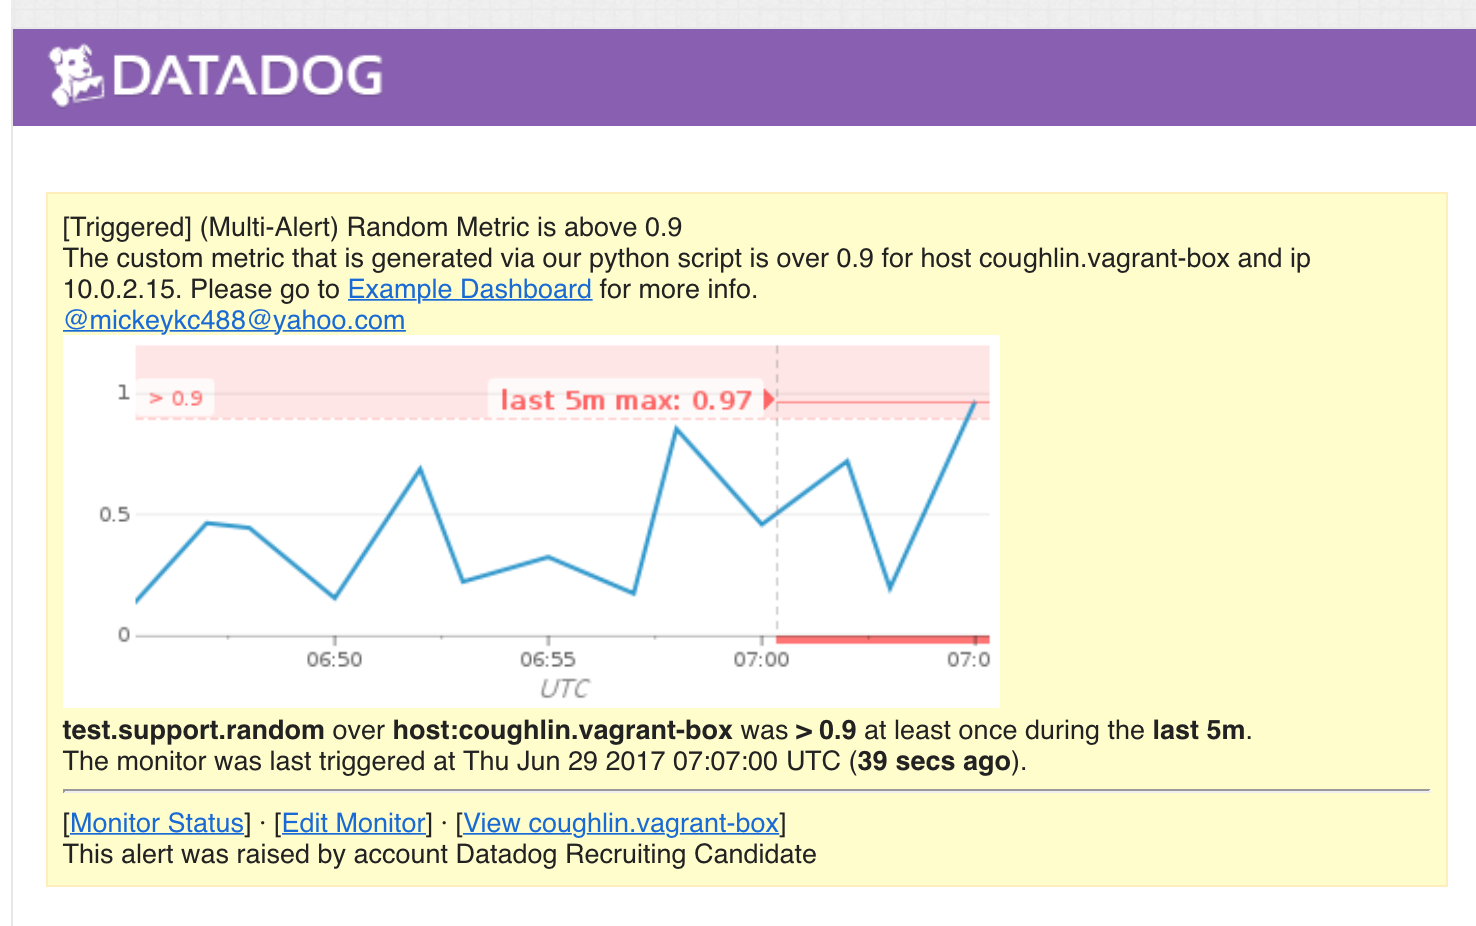 DATADOG
[Triggered] (Multi-Alert) Random Metric is above 0.9
The custom metric that is generated via our python script is over 0.9 for host coughlin.vagrant-box and ip
10.0.2.15. Please go to Example Dashboard for more info.
@mickeykc488@yahoo.com
1
> 0.9
last 5m max: 0.97
0.5
0
06:50
06:55
07:00
07:0
UTC
test.support.random over host:coughlin.vagrant-box was > 0.9 at least once during the last 5m.
The monitor was last triggered at Thu Jun 29 2017 07:07:00 UTC (39 secs ago).
[Monitor Status] · [Edit Monitor] · [View coughlin.vagrant-box]
This alert was raised by account Datadog Recruiting Candidate